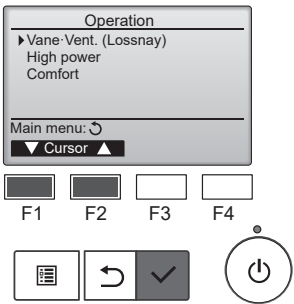 Operation
Vane·Vent. (Lossnay)
High power
Comfort
Main menu:
Cursor
F1 F2 F3 F4